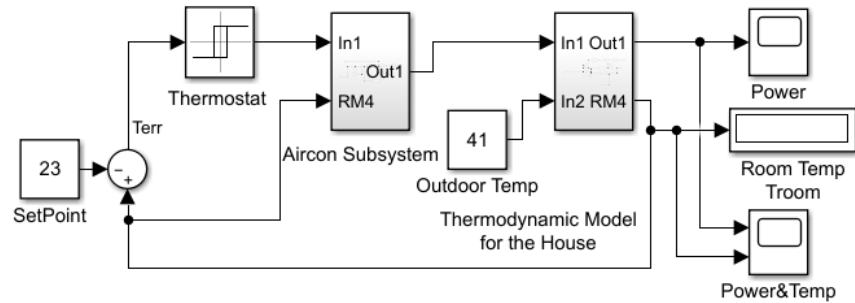 In1
Out1
RM4
Thermostat
In1 Out1
In2 RM4
Power
Terr
23
SetPoint
Aircon Subsystem
41
Outdoor Temp
Room Temp
Troom
Thermodynamic Model
for the House
Power&Temp